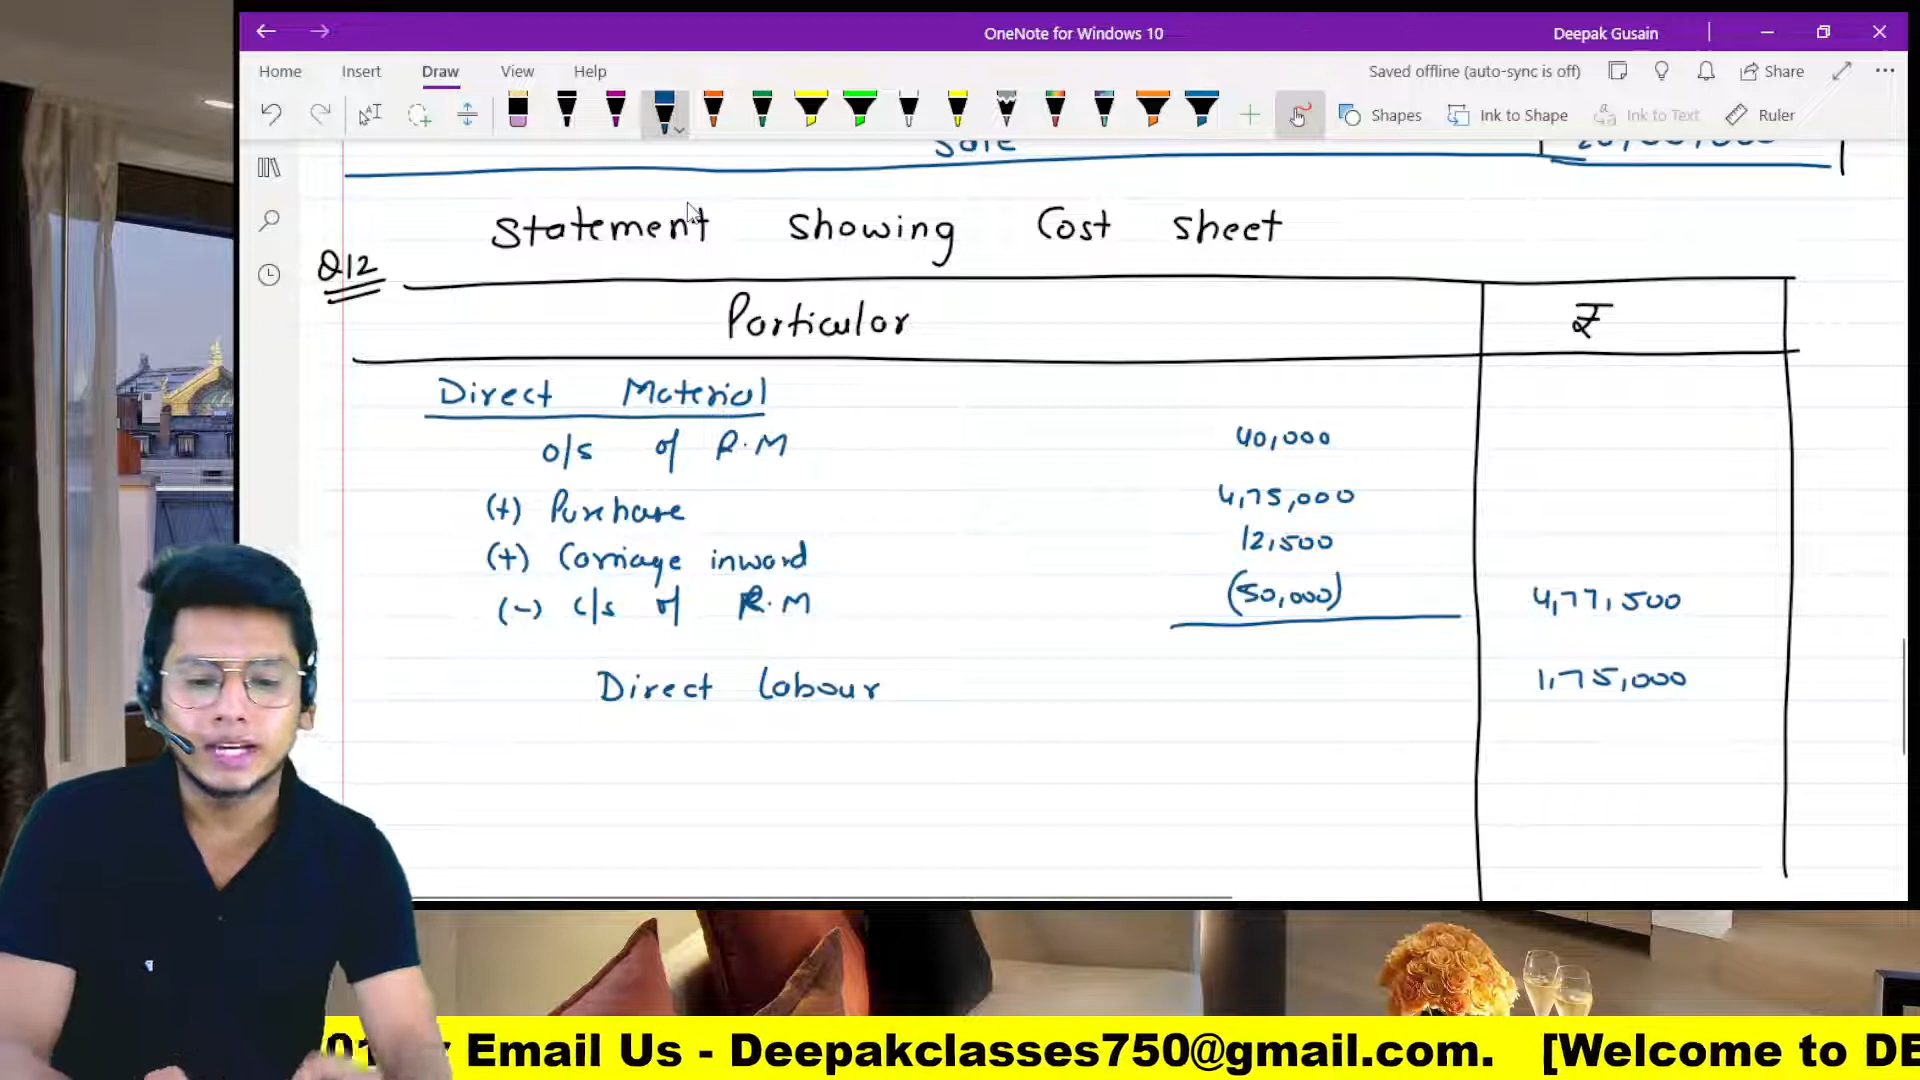 OneNote for Windows 10
Deepak Gusain
Home Insert Draw View Help
Saved offline (auto-sync is off)
Share
Shapes
Ink to Shape
Ink to Text
Ruler
Sale
Statement showing Cost sheet
Q12
Particular ₹
Direct Material
o/s of R.M 40,000
(+) Purchase 4,75,000
(+) Carriage inward 12,500
(-) c/s of R.M (50,000) 4,77,500
Direct labour 1,75,000
Email Us - Deepakclasses750@gmail.com. [Welcome to DE